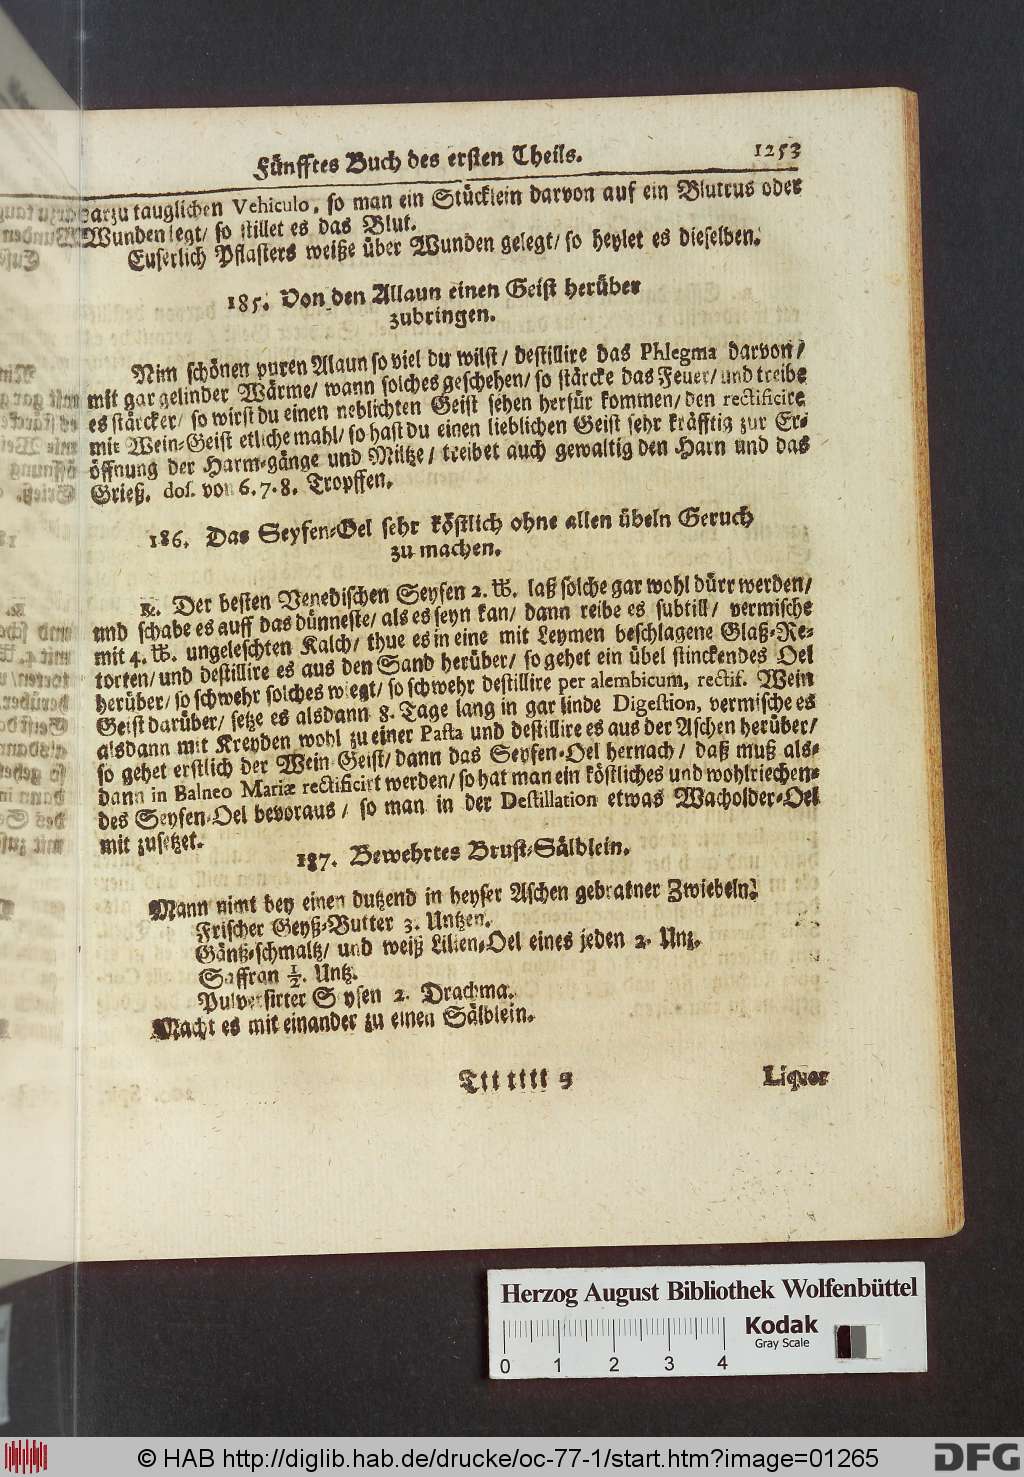 Fünfftes Buch des ersten Theils. 1253
darzu tauglichen Vehiculo, so man ein Stücklein darvon auf ein Blutrus oder
Wunden legt/ so stillet es das Blut.
Euserlich Pflasters weiße über Wunden gelegt/ so heylet es dieselben.
185. Von den Allaun einen Geist herüber
zubringen.
Nim schönen puren Alaun so viel du wilst/ destillire das Phlegma darvon/
mit gar gelinder Wärme/ wann solches geschehen/ so stärcke das Feuer/ und treibe
es stärcker/ so wirst du einen neblichten Geist sehen herfür kommen/ den rectificire
mit Wein-Geist etliche mahl/ so hast du einen lieblichen Geist sehr kräfftig zur Er-
öffnung der Harm-gänge und Miltze/ treibet auch gewaltig den Harn und das
Grieß. dos. von 6. 7. 8. Tropffen.
186. Das Seyfen-Oel sehr köstlich ohne allen übeln Geruch
zu machen.
℞. Der besten Venedischen Seyfen 2. ℔. laß solche gar wohl dürr werden/
und schabe es auff das dünneste/ als es seyn kan/ dann reibe es subtill/ vermische
mit 4. ℔. ungeleschten Kalch/ thue es in eine mit Leymen beschlagene Glaß-Re-
torten/ und destillire es aus den Sand herüber/ so gehet ein übel stinckendes Oel
herüber/ so schwehr solches wiegt/ so schwehr destillire per alembicum, rectif. Wein
Geist darüber/ setze es alsdann 8. Tage lang in gar linde Digestion, vermische es
alsdann mit Kreyden wohl zu einer Pasta und destillire es aus der Aschen herüber/
so gehet erstlich der Wein-Geist/ dann das Seyfen-Oel hernach/ daß muß als-
dann in Balneo Mariæ rectificirt werden/ so hat man ein köstliches und wohlriechen-
des Seyfen-Oel bevoraus/ so man in der Destillation etwas Wacholder-Oel
mit zusetzet.
187. Bewehrtes Brust-Sälblein.
Mann nimt bey einen dutzend in heyser Aschen gebratner Zwiebeln.
Frischer Geyß-Butter 3. Untzen.
Gäntz-schmaltz/ und weiß Lilien-Oel eines jeden 2. Unz.
Saffran ½. Untz.
Pulverisirter Seysen 2. Drachma.
Macht es mit einander zu einen Sälblein.
Ttt tttt 9 Liquor
Herzog August Bibliothek Wolfenbüttel
Kodak
Gray Scale
0 1 2 3 4
© HAB http://diglib.hab.de/drucke/oc-77-1/start.htm?image=01265
DFG